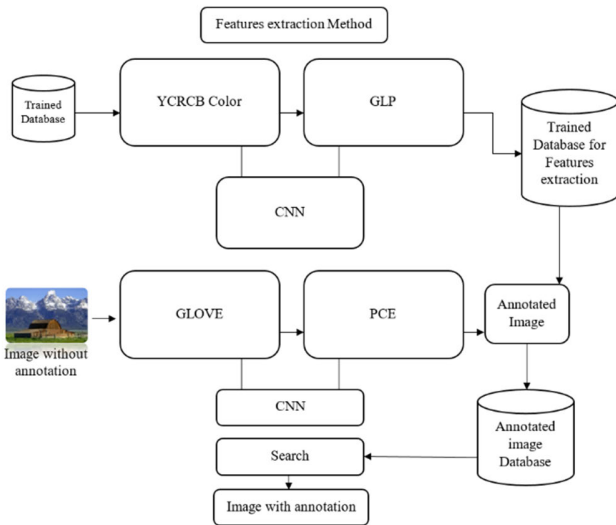 Features extraction Method
Trained
Database
YCRCB Color
GLP
Trained
Database for
Features
extraction
CNN
Image without
annotation
GLOVE
PCE
Annotated
Image
CNN
Annotated
image
Database
Search
Image with annotation